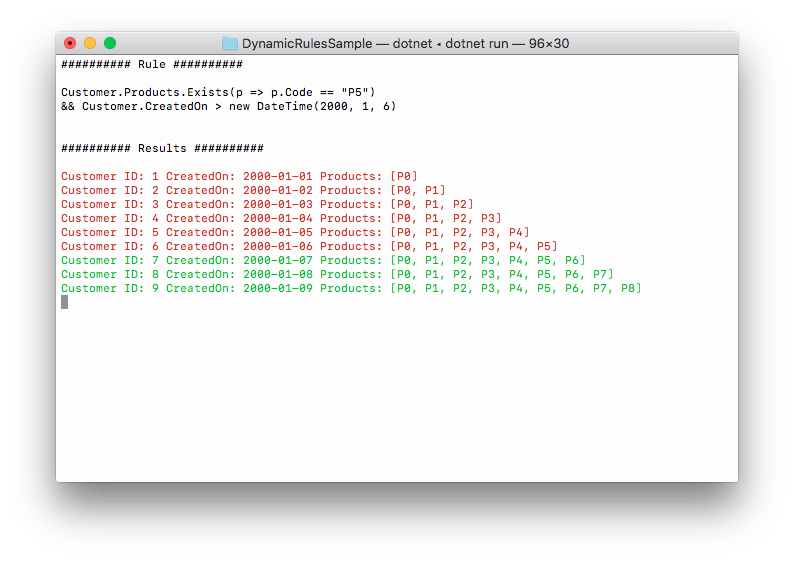 DynamicRulesSample — dotnet ◂ dotnet run — 96×30
########## Rule ##########
Customer.Products.Exists(p => p.Code == "P5")
&& Customer.CreatedOn > new DateTime(2000, 1, 6)
########## Results ##########
Customer ID: 1 CreatedOn: 2000-01-01 Products: [P0]
Customer ID: 2 CreatedOn: 2000-01-02 Products: [P0, P1]
Customer ID: 3 CreatedOn: 2000-01-03 Products: [P0, P1, P2]
Customer ID: 4 CreatedOn: 2000-01-04 Products: [P0, P1, P2, P3]
Customer ID: 5 CreatedOn: 2000-01-05 Products: [P0, P1, P2, P3, P4]
Customer ID: 6 CreatedOn: 2000-01-06 Products: [P0, P1, P2, P3, P4, P5]
Customer ID: 7 CreatedOn: 2000-01-07 Products: [P0, P1, P2, P3, P4, P5, P6]
Customer ID: 8 CreatedOn: 2000-01-08 Products: [P0, P1, P2, P3, P4, P5, P6, P7]
Customer ID: 9 CreatedOn: 2000-01-09 Products: [P0, P1, P2, P3, P4, P5, P6, P7, P8]